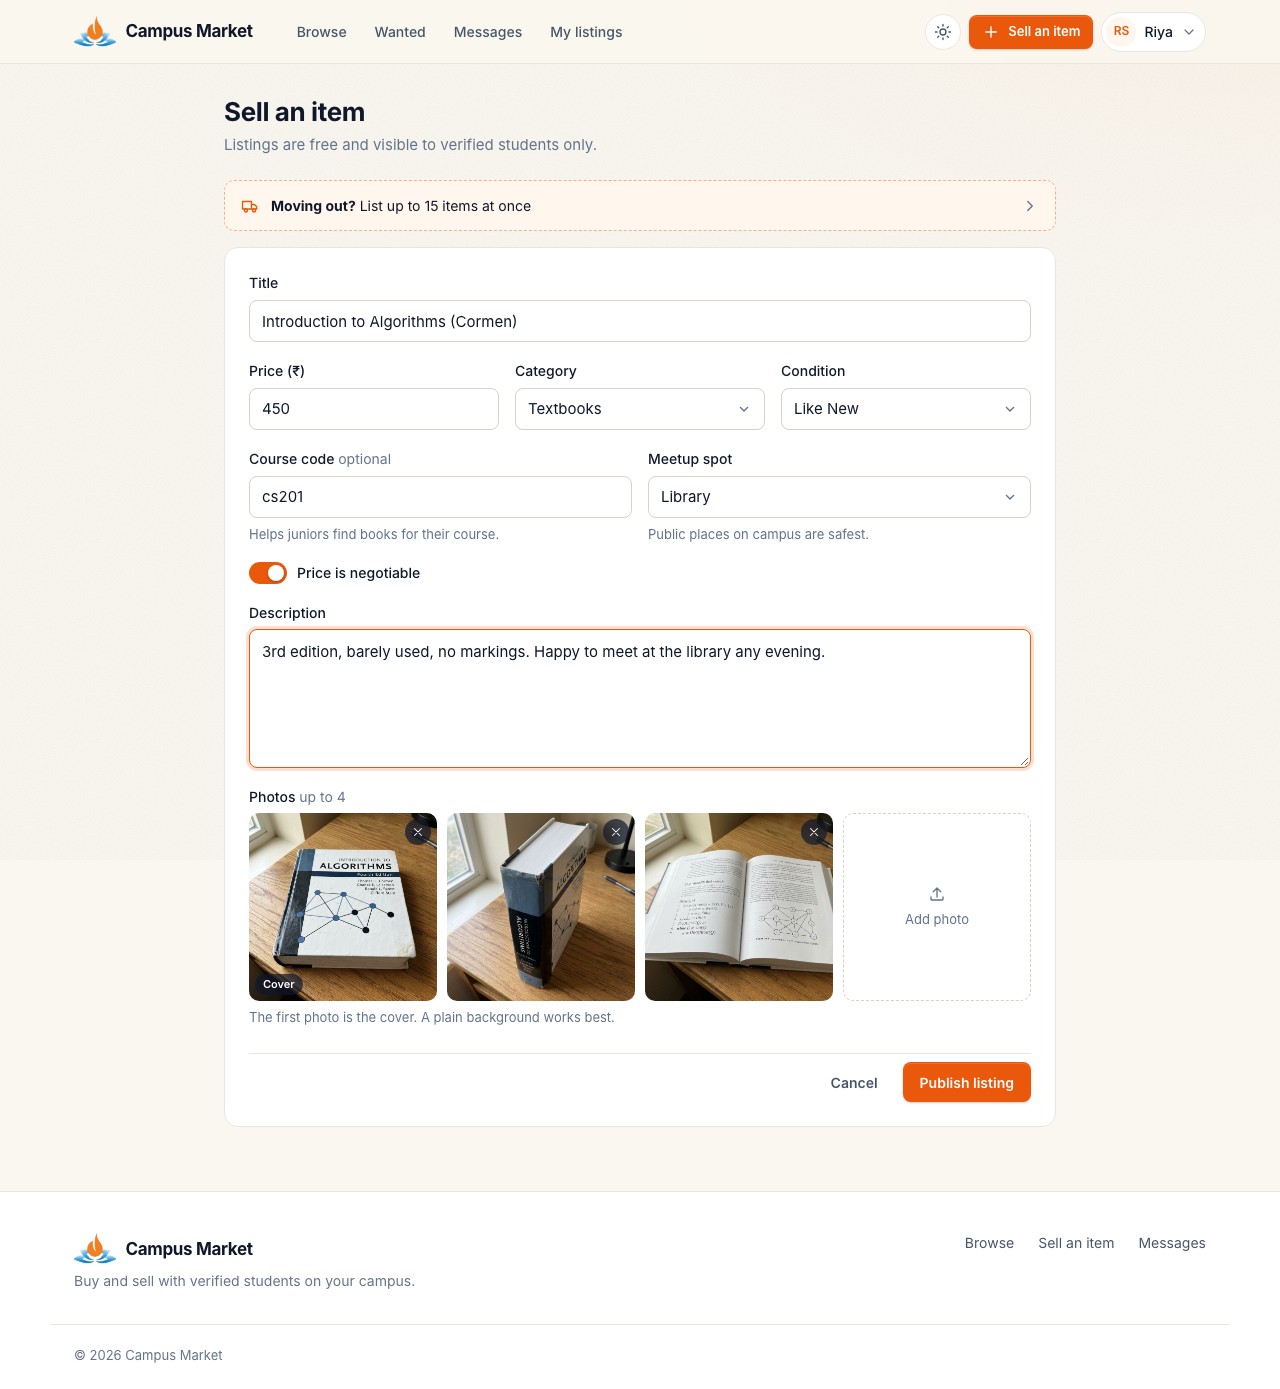 Campus Market
Browse
Wanted
Messages
My listings
Sell an item
RS
Riya
Sell an item
Listings are free and visible to verified students only.
Moving out? List up to 15 items at once
Title
Introduction to Algorithms (Cormen)
Price (₹)
Category
Condition
450
Textbooks
Like New
Course code optional
Meetup spot
cs201
Library
Helps juniors find books for their course.
Public places on campus are safest.
Price is negotiable
Description
3rd edition, barely used, no markings. Happy to meet at the library any evening.
Photos up to 4
INTRODUCTION TO
ALGORITHMS
Fourth Edition
ALGORITHMS
Cover
Add photo
The first photo is the cover. A plain background works best.
Cancel
Publish listing
Campus Market
Browse
Sell an item
Messages
Buy and sell with verified students on your campus.
© 2026 Campus Market